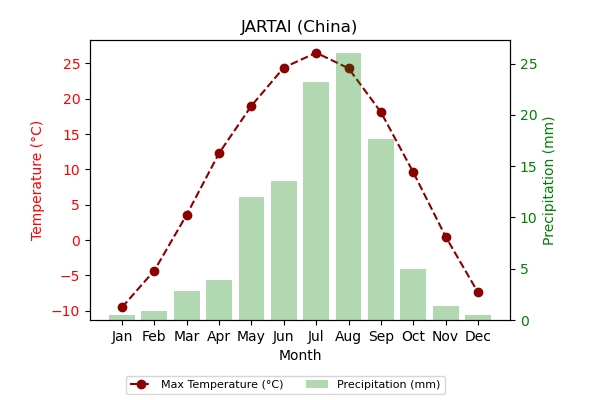 JARTAI (China)
Temperature (°C)
25
20
15
10
5
0
−5
−10
25
20
15
10
5
0
Precipitation (mm)
Jan Feb Mar Apr May Jun Jul Aug Sep Oct Nov Dec
Month
Max Temperature (°C) Precipitation (mm)